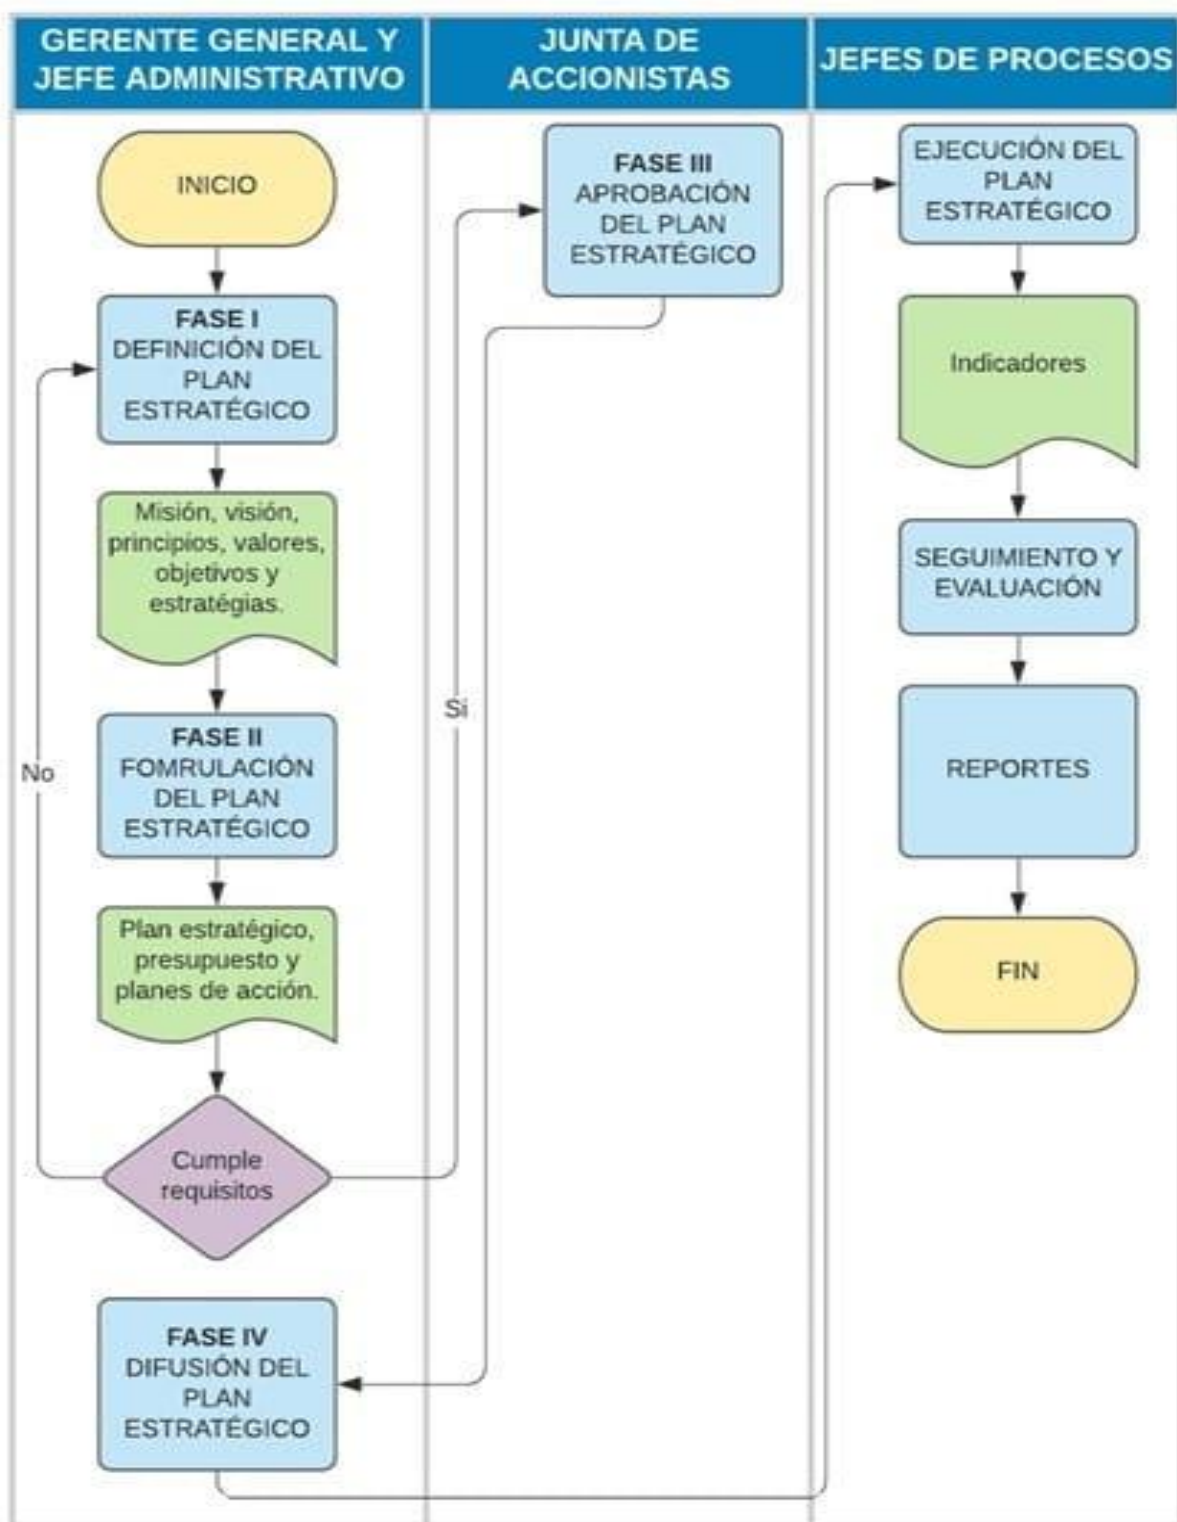 GERENTE GENERAL Y
JEFE ADMINISTRATIVO
JUNTA DE
ACCIONISTAS
JEFES DE PROCESOS
INICIO
FASE I
DEFINICIÓN DEL
PLAN
ESTRATÉGICO
Misión, visión,
principios, valores,
objetivos y
estratégias.
FASE II
FOMRULACIÓN
DEL PLAN
ESTRATÉGICO
No
Plan estratégico,
presupuesto y
planes de acción.
Cumple
requisitos
Si
FASE III
APROBACIÓN
DEL PLAN
ESTRATÉGICO
FASE IV
DIFUSIÓN DEL
PLAN
ESTRATÉGICO
EJECUCIÓN DEL
PLAN
ESTRATÉGICO
Indicadores
SEGUIMIENTO Y
EVALUACIÓN
REPORTES
FIN